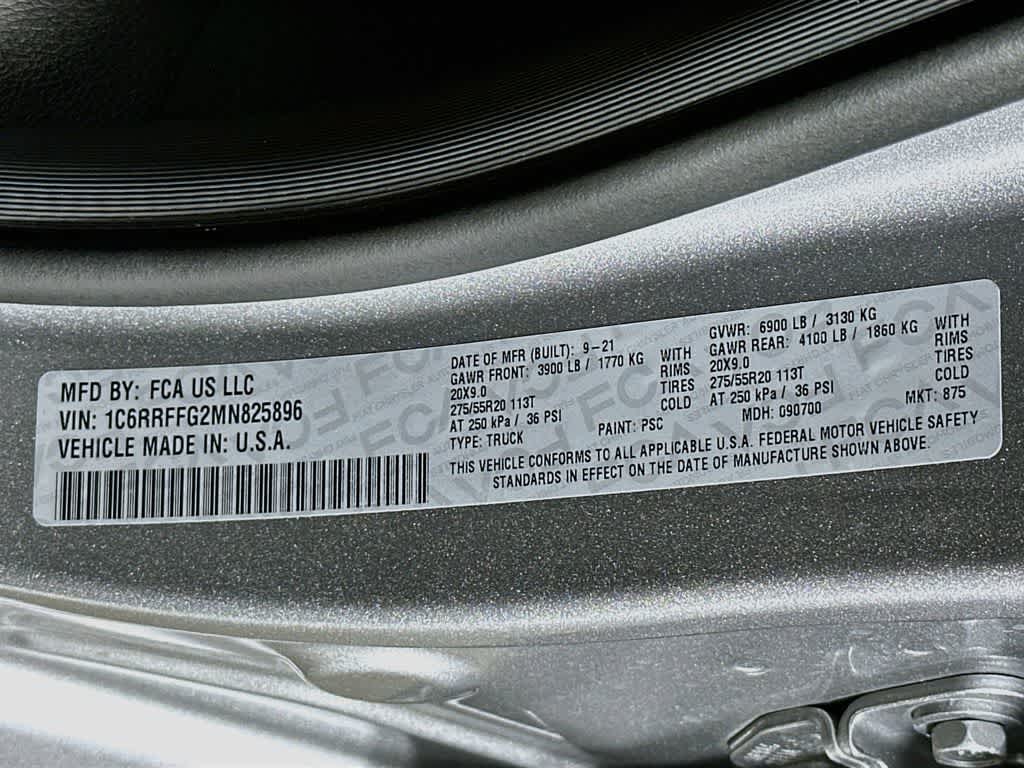 MFD BY: FCA US LLC
VIN: 1C6RRFFG2MN825896
VEHICLE MADE IN: U.S.A.
DATE OF MFR (BUILT): 9-21
GAWR FRONT: 3900 LB / 1770 KG WITH
20X9.0 RIMS
275/55R20 113T TIRES
AT 250 kPa / 36 PSI COLD
TYPE: TRUCK PAINT: PSC
GVWR: 6900 LB / 3130 KG
GAWR REAR: 4100 LB / 1860 KG WITH
20X9.0 RIMS
275/55R20 113T TIRES
AT 250 kPa / 36 PSI COLD
MDH: 090700 MKT: 875
THIS VEHICLE CONFORMS TO ALL APPLICABLE U.S.A. FEDERAL MOTOR VEHICLE SAFETY
STANDARDS IN EFFECT ON THE DATE OF MANUFACTURE SHOWN ABOVE.
FCA